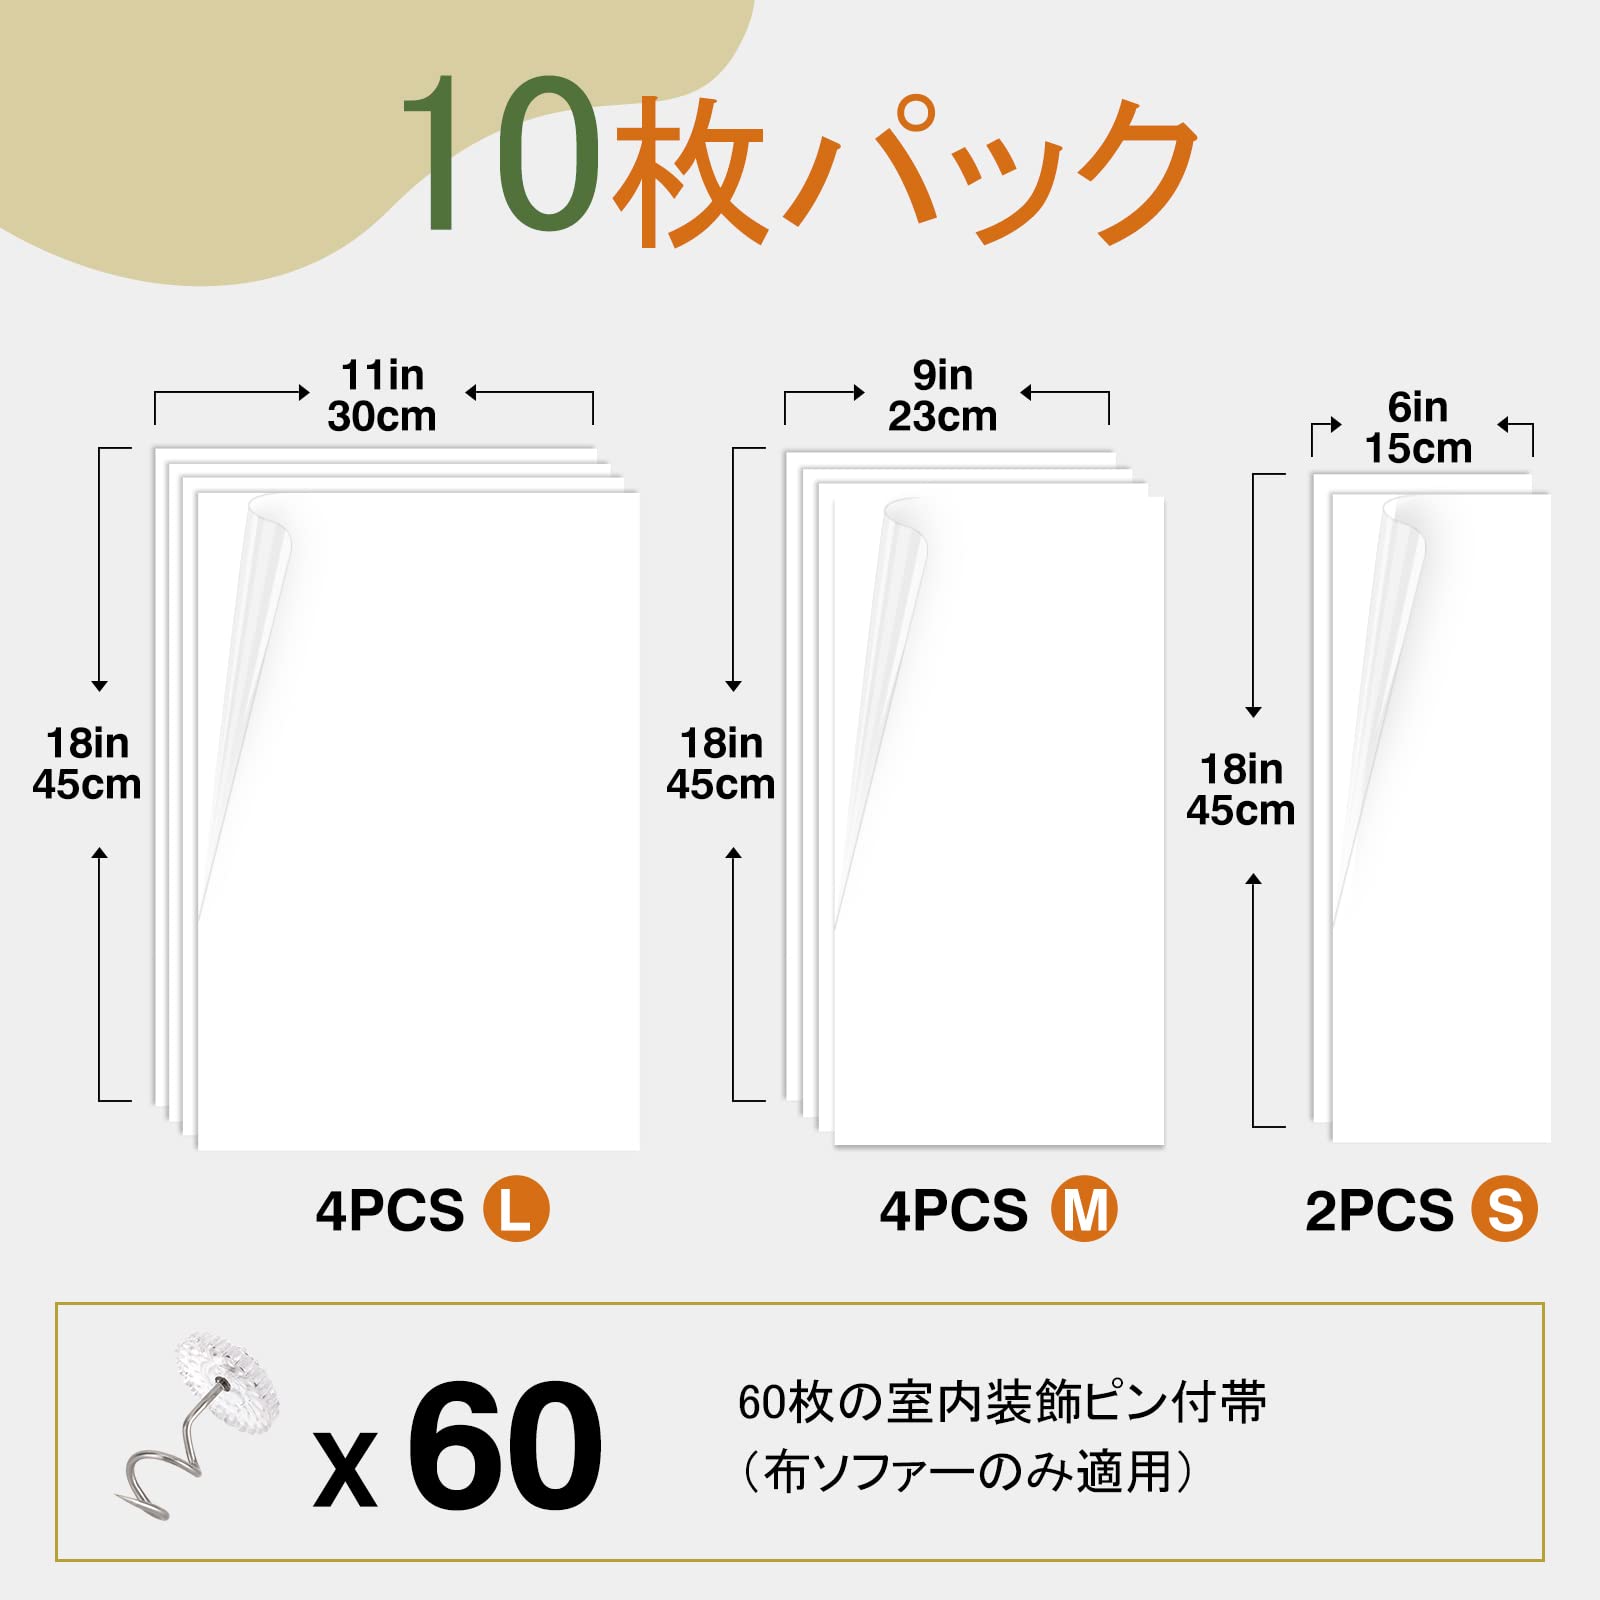 10枚パック
11in
30cm
9in
23cm
6in
15cm
18in
45cm
18in
45cm
18in
45cm
4PCS L
4PCS M
2PCS S
x 60
60枚の室内装飾ピン付帯
（布ソファーのみ適用）